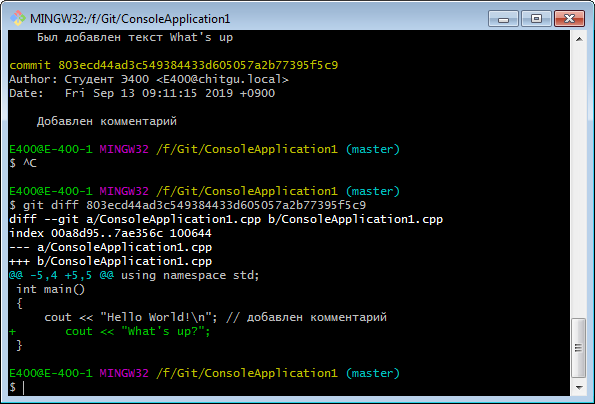 MINGW32:/f/Git/ConsoleApplication1
Был добавлен текст What's up
commit 803ecd44ad3c549384433d605057a2b77395f5c9
Author: Студент Э400 <E400@chitgu.local>
Date:   Fri Sep 13 09:11:15 2019 +0900
Добавлен комментарий
E400@E-400-1 MINGW32 /f/Git/ConsoleApplication1 (master)
$ ^C
E400@E-400-1 MINGW32 /f/Git/ConsoleApplication1 (master)
$ git diff 803ecd44ad3c549384433d605057a2b77395f5c9
diff --git a/ConsoleApplication1.cpp b/ConsoleApplication1.cpp
index 00a8d95..7ae356c 100644
--- a/ConsoleApplication1.cpp
+++ b/ConsoleApplication1.cpp
@@ -5,4 +5,5 @@ using namespace std;
int main()
{
cout << "Hello World!\n"; // добавлен комментарий
+       cout << "What's up?";
}
E400@E-400-1 MINGW32 /f/Git/ConsoleApplication1 (master)
$